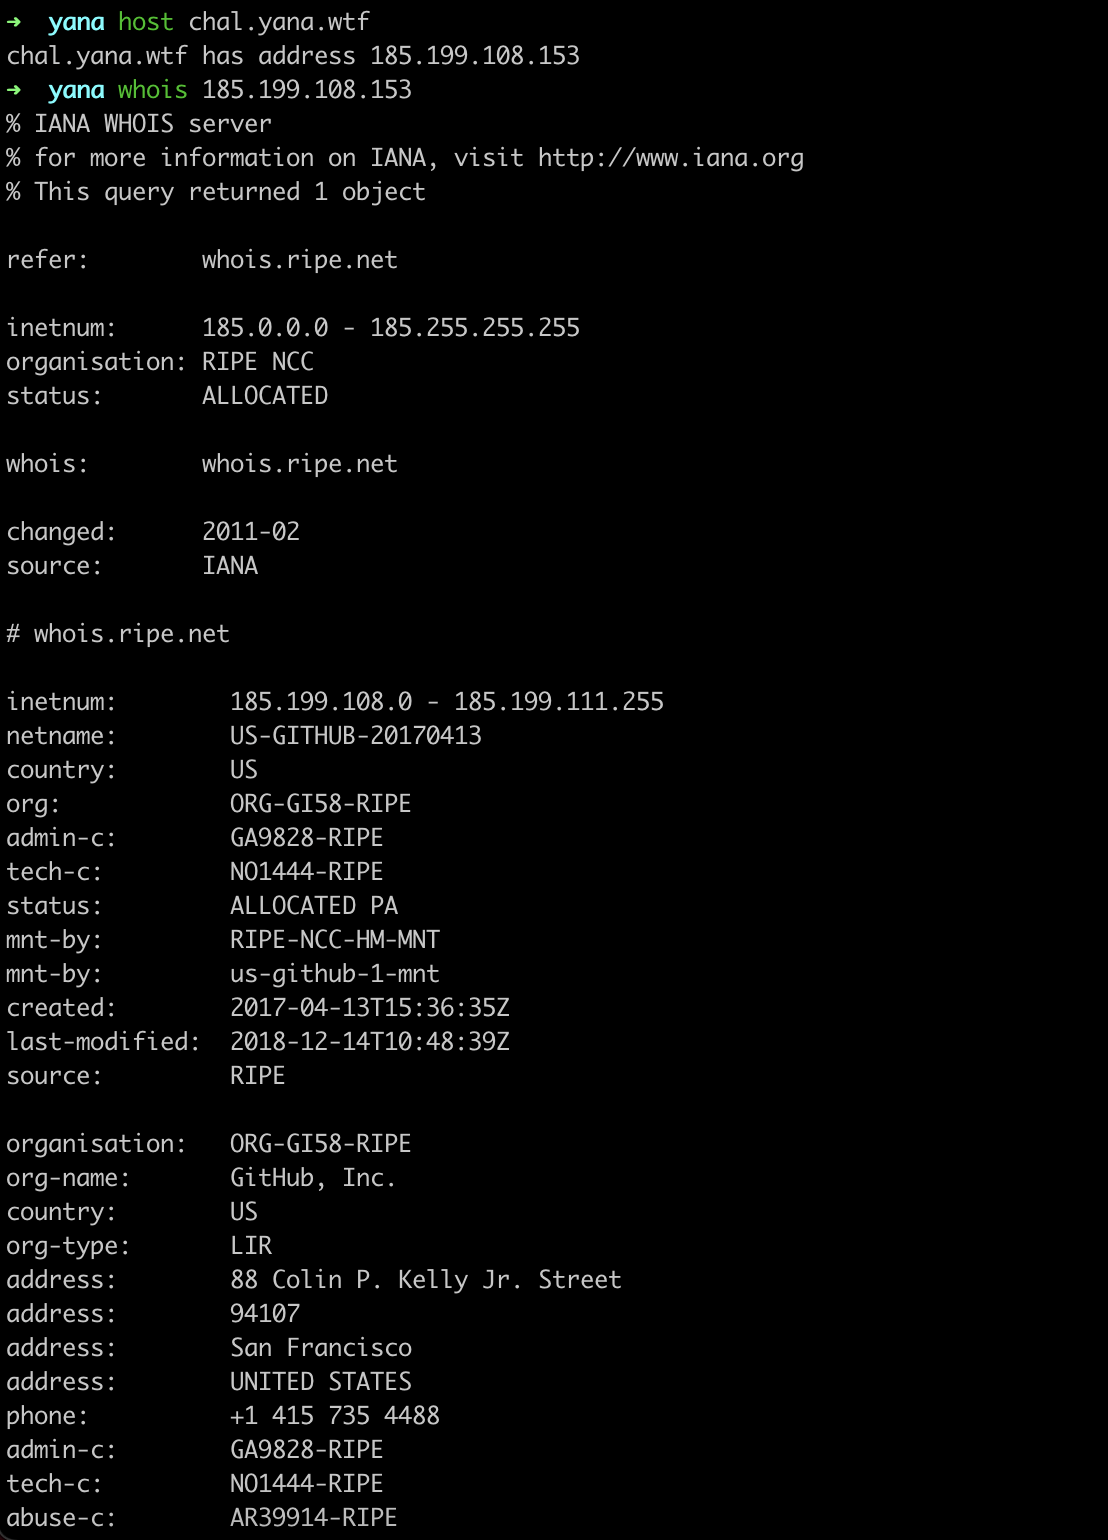 ➜  yana host chal.yana.wtf
chal.yana.wtf has address 185.199.108.153
➜  yana whois 185.199.108.153
% IANA WHOIS server
% for more information on IANA, visit http://www.iana.org
% This query returned 1 object

refer:        whois.ripe.net

inetnum:      185.0.0.0 - 185.255.255.255
organisation: RIPE NCC
status:       ALLOCATED

whois:        whois.ripe.net

changed:      2011-02
source:       IANA

# whois.ripe.net

inetnum:        185.199.108.0 - 185.199.111.255
netname:        US-GITHUB-20170413
country:        US
org:            ORG-GI58-RIPE
admin-c:        GA9828-RIPE
tech-c:         NO1444-RIPE
status:         ALLOCATED PA
mnt-by:         RIPE-NCC-HM-MNT
mnt-by:         us-github-1-mnt
created:        2017-04-13T15:36:35Z
last-modified:  2018-12-14T10:48:39Z
source:         RIPE

organisation:   ORG-GI58-RIPE
org-name:       GitHub, Inc.
country:        US
org-type:       LIR
address:        88 Colin P. Kelly Jr. Street
address:        94107
address:        San Francisco
address:        UNITED STATES
phone:          +1 415 735 4488
admin-c:        GA9828-RIPE
tech-c:         NO1444-RIPE
abuse-c:        AR39914-RIPE